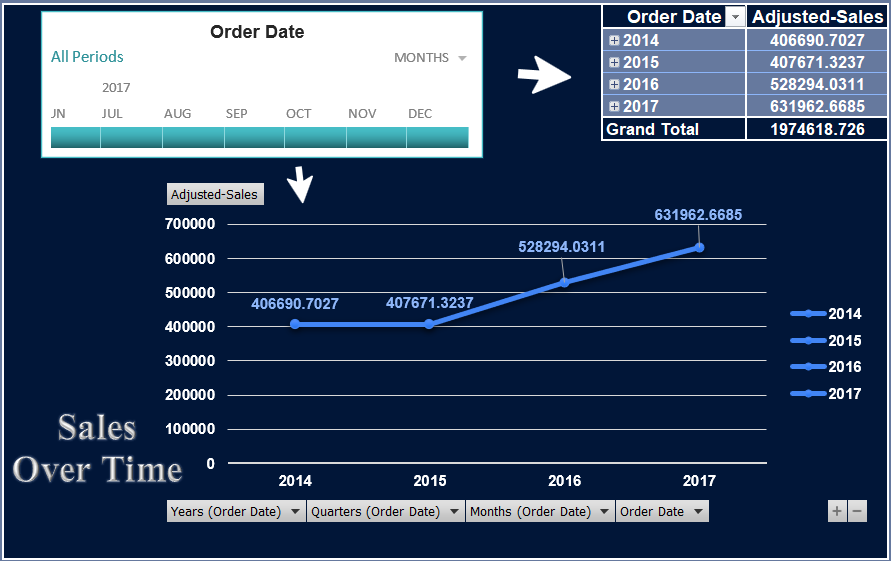 Order Date
All Periods
MONTHS
2017
JN JUL AUG SEP OCT NOV DEC
Order Date Adjusted-Sales
2014 406690.7027
2015 407671.3237
2016 528294.0311
2017 631962.6685
Grand Total 1974618.726
Adjusted-Sales
700000
600000
500000
400000
300000
200000
100000
0
406690.7027
407671.3237
528294.0311
631962.6685
2014 2015 2016 2017
2014
2015
2016
2017
Sales
Over Time
Years (Order Date) Quarters (Order Date) Months (Order Date) Order Date